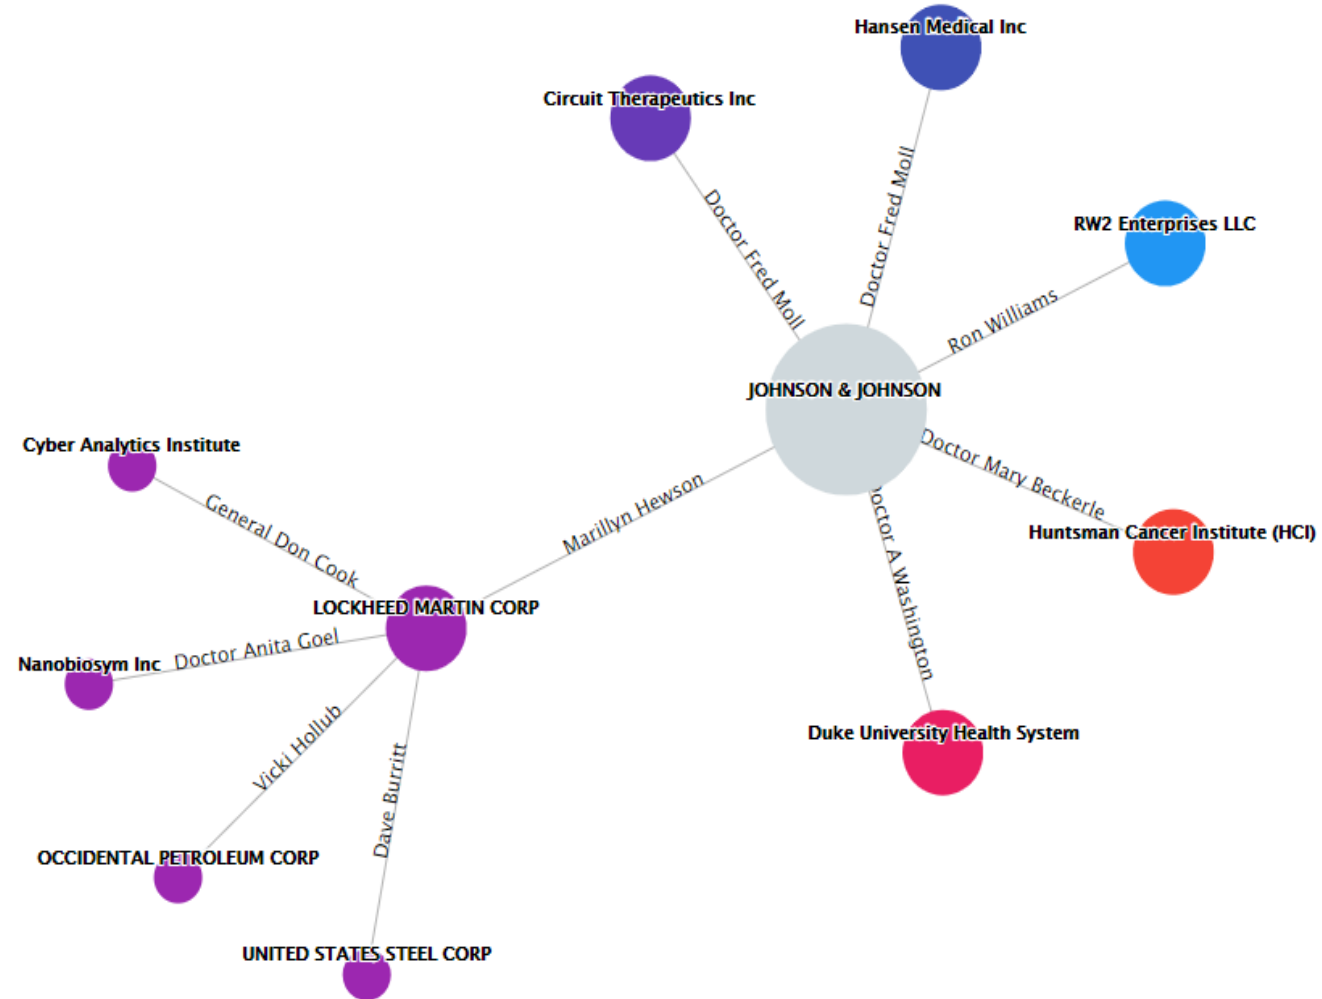 Hansen Medical Inc
Circuit Therapeutics Inc
Doctor Fred Moll
Doctor Fred Moll
RW2 Enterprises LLC
Ron Williams
JOHNSON & JOHNSON
Doctor Mary Beckerle
Cyber Analytics Institute
Marillyn Hewson
General Don Cook
Huntsman Cancer Institute (HCI)
Doctor A Washington
LOCKHEED MARTIN CORP
Doctor Anita Goel
Nanobiosym Inc
Duke University Health System
Vicki Hollub
Dave Burritt
OCCIDENTAL PETROLEUM CORP
UNITED STATES STEEL CORP